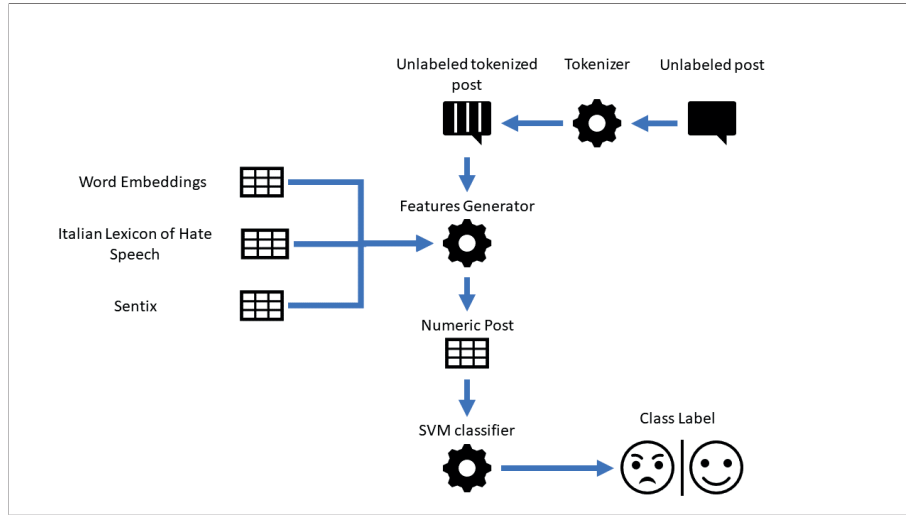 Unlabeled tokenized
post
Tokenizer
Unlabeled post
Word Embeddings
Features Generator
Italian Lexicon of Hate
Speech
Sentix
Numeric Post
SVM classifier
Class Label